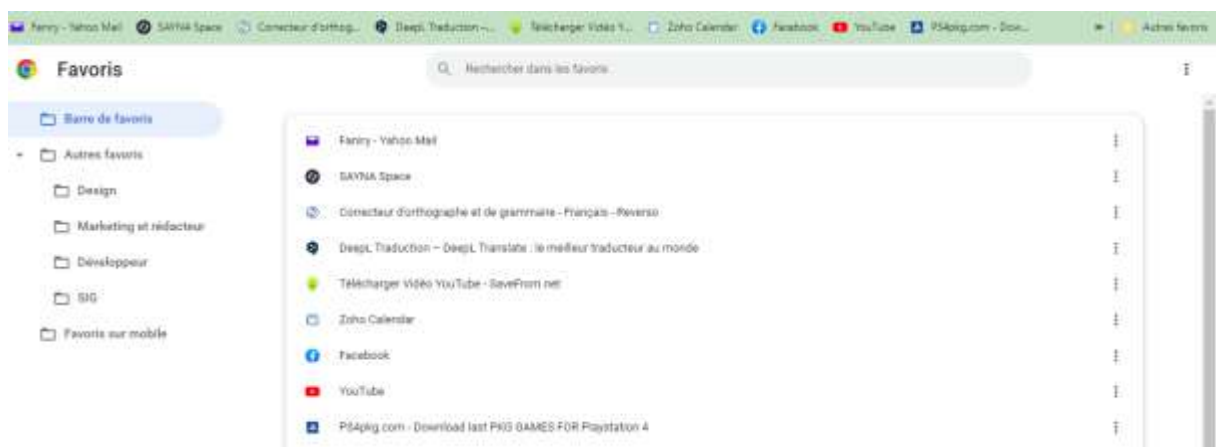 Faniry - Yahoo Mail SAYNA Space Correcteur d'orthog... DeepL Traduction –... Télécharger Vidéo Y... Zoho Calendar Facebook YouTube PS4pkg.com - Dow... » Autres favoris
Favoris
Rechercher dans les favoris
Barre de favoris
Autres favoris
Design
Marketing et rédacteur
Développeur
SIG
Favoris sur mobile
Faniry - Yahoo Mail
SAYNA Space
Correcteur d'orthographe et de grammaire - Français - Reverso
DeepL Traduction – DeepL Translate : le meilleur traducteur au monde
Télécharger Vidéo YouTube - SaveFrom.net
Zoho Calendar
Facebook
YouTube
PS4pkg.com - Download last PKG GAMES FOR Playstation 4